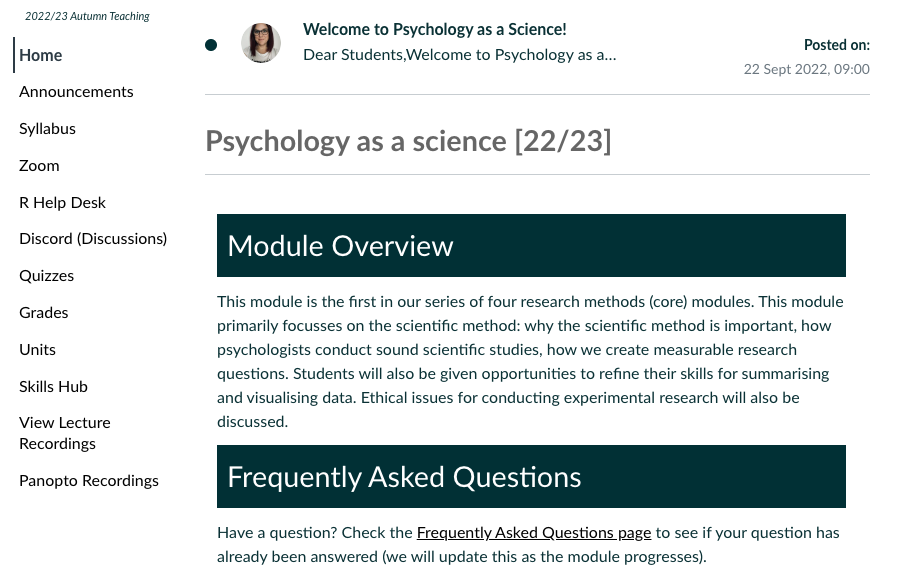 2022/23 Autumn Teaching
Home
Announcements
Syllabus
Zoom
R Help Desk
Discord (Discussions)
Quizzes
Grades
Units
Skills Hub
View Lecture
Recordings
Panopto Recordings
Welcome to Psychology as a Science!
Dear Students,Welcome to Psychology as a...
Posted on:
22 Sept 2022, 09:00
Psychology as a science [22/23]
Module Overview
This module is the first in our series of four research methods (core) modules. This module
primarily focusses on the scientific method: why the scientific method is important, how
psychologists conduct sound scientific studies, how we create measurable research
questions. Students will also be given opportunities to refine their skills for summarising
and visualising data. Ethical issues for conducting experimental research will also be
discussed.
Frequently Asked Questions
Have a question? Check the Frequently Asked Questions page to see if your question has
already been answered (we will update this as the module progresses).